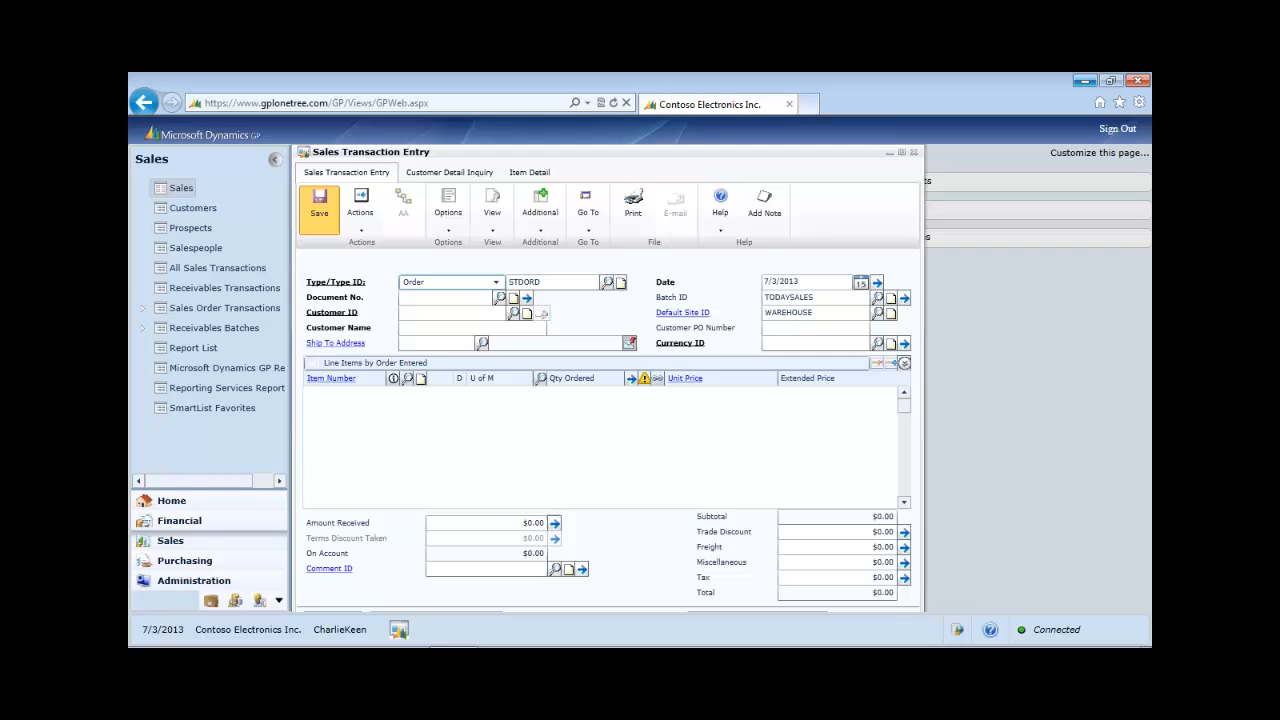 https://www.gplonetree.com/GP/Views/GPWeb.aspx
Contoso Electronics Inc.
Microsoft Dynamics GP
Sign Out
Customize this page...
Sales
Sales
Customers
Prospects
Salespeople
All Sales Transactions
Receivables Transactions
Sales Order Transactions
Receivables Batches
Report List
Microsoft Dynamics GP Re
Reporting Services Report
SmartList Favorites
Home
Financial
Sales
Purchasing
Administration
Sales Transaction Entry
Sales Transaction Entry Customer Detail Inquiry Item Detail
Save Actions AA Options View Additional Go To Print E-mail Help Add Note
Actions Options View Additional Go To File Help
Type/Type ID: Order STDORD Date 7/3/2013 15
Document No. Batch ID TODAYSALES
Customer ID Default Site ID WAREHOUSE
Customer Name Customer PO Number
Ship To Address Currency ID
Line Items by Order Entered
Item Number D U of M Qty Ordered Unit Price Extended Price
Amount Received $0.00
Terms Discount Taken $0.00
On Account $0.00
Comment ID
Subtotal $0.00
Trade Discount $0.00
Freight $0.00
Miscellaneous $0.00
Tax $0.00
Total $0.00
ts
es
7/3/2013 Contoso Electronics Inc. CharlieKeen Connected